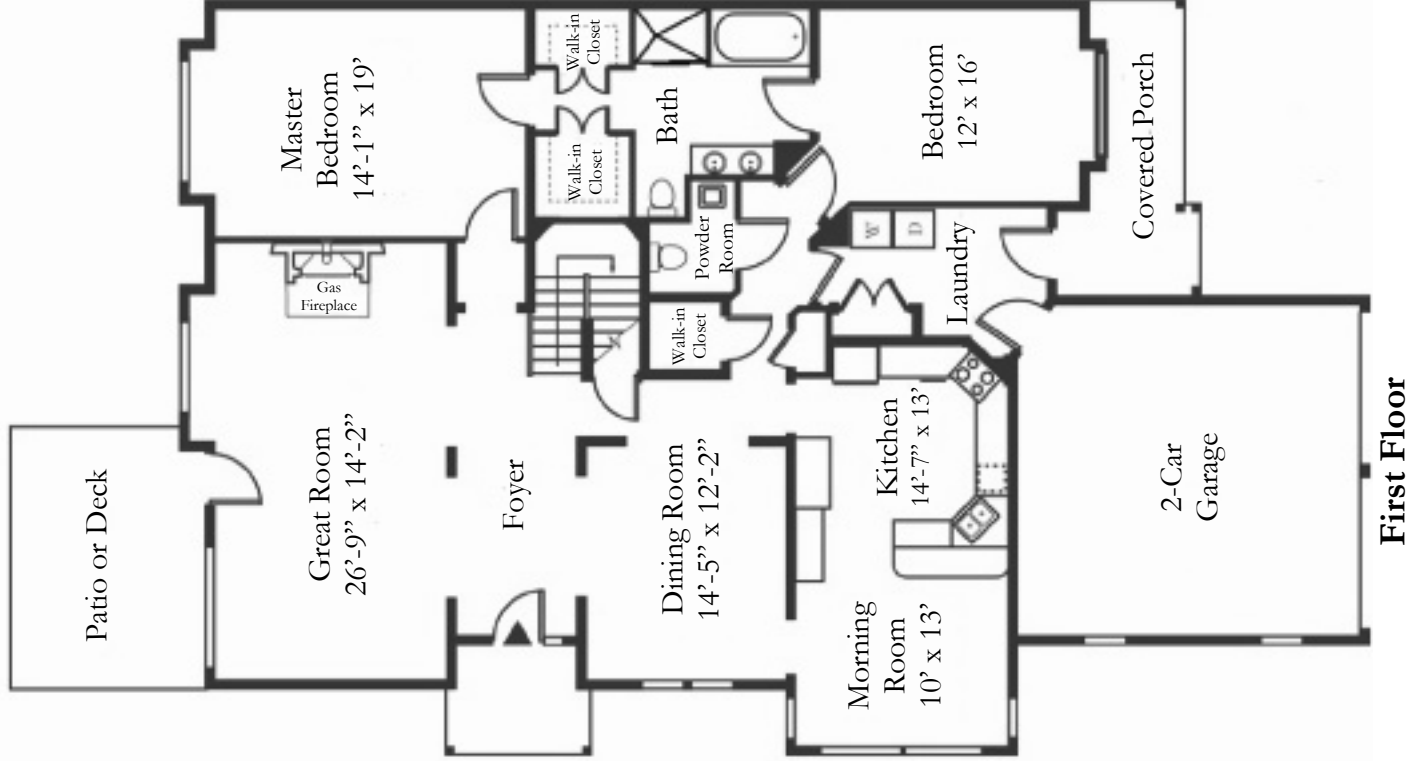 Patio or Deck
Great Room
26'-9" x 14'-2"
Gas
Fireplace
Master
Bedroom
14'-1" x 19'
Foyer
Walk-in
Closet
Walk-in
Closet
Bath
Powder
Room
Walk-in
Closet
Dining Room
14'-5" x 12'-2"
Bedroom
12' x 16'
W
D
Laundry
Kitchen
14'-7" x 13'
Morning
Room
10' x 13'
Covered Porch
2-Car
Garage
First Floor